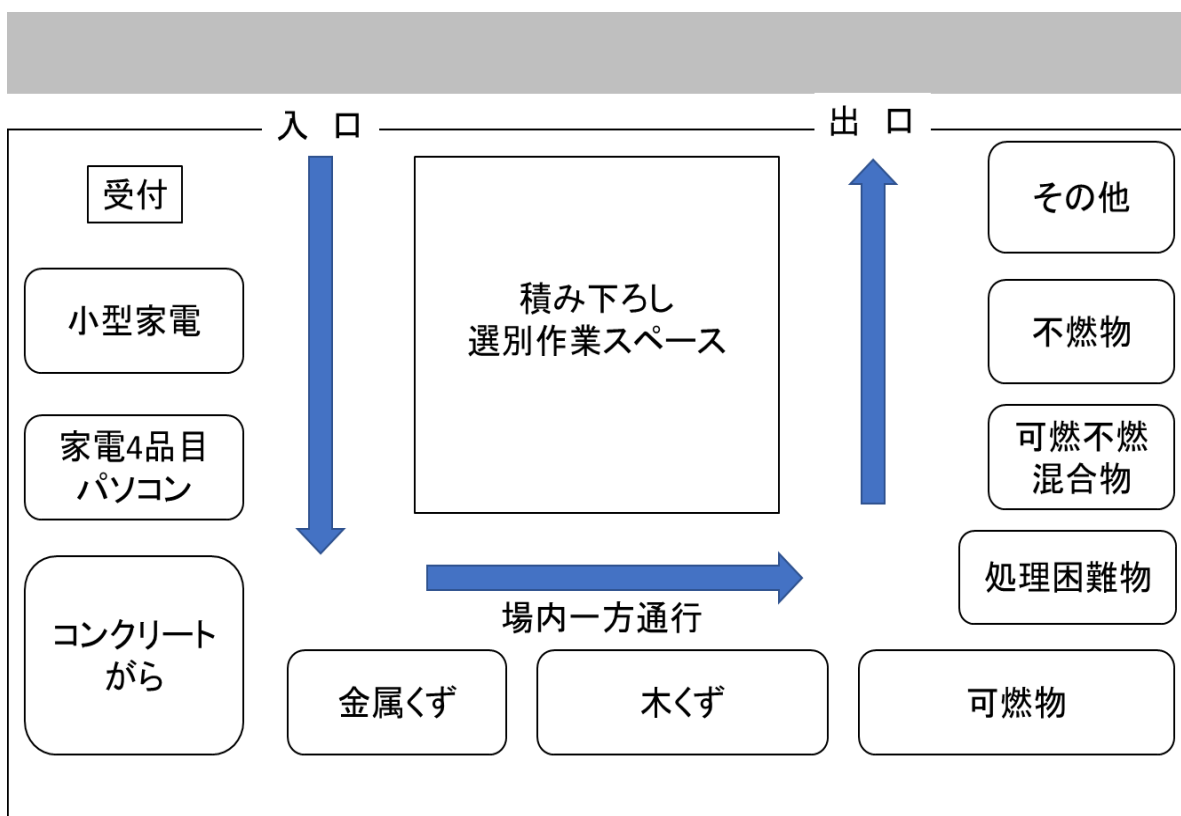 入　口
出　口
受付
小型家電
家電4品目
パソコン
コンクリート
がら
積み下ろし
選別作業スペース
場内一方通行
金属くず
木くず
可燃物
その他
不燃物
可燃不燃
混合物
処理困難物